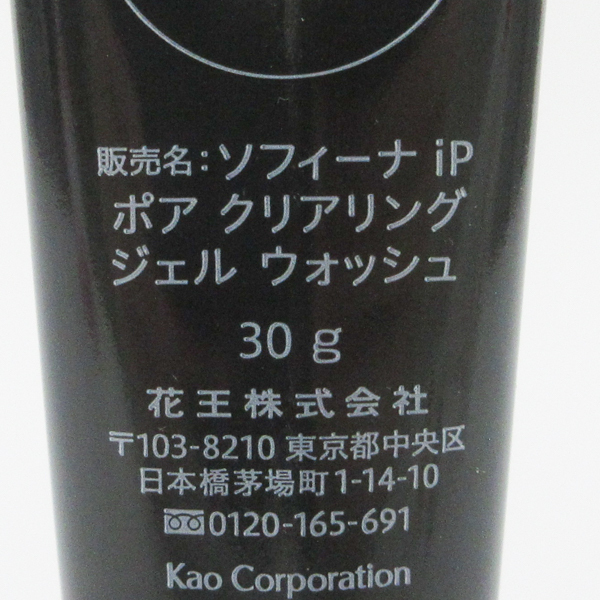 販売名：ソフィーナ iP
ポア クリアリング
ジェル ウォッシュ
30 g
花王株式会社
〒103-8210 東京都中央区
日本橋茅場町1-14-10
0120-165-691
Kao Corporation